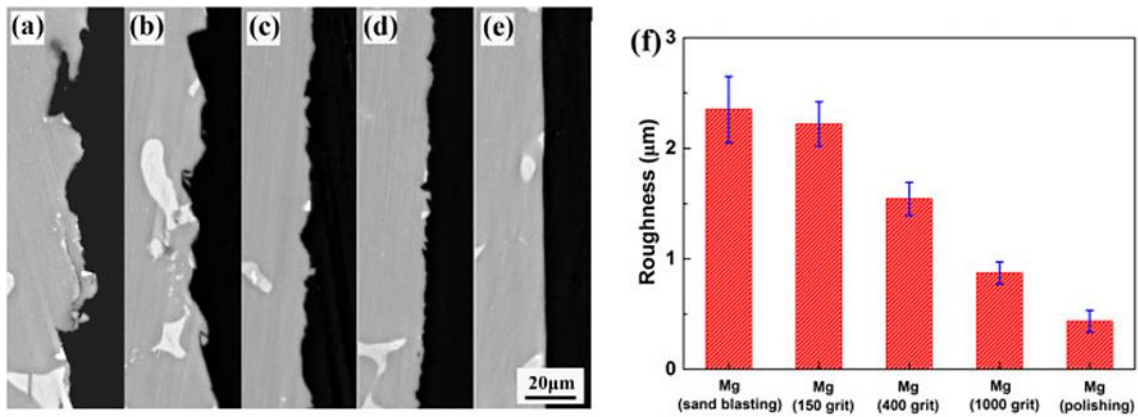 (a) (b) (c) (d) (e)
20μm
(f)
Roughness (μm)
3
2
1
0
Mg Mg Mg Mg Mg
(sand blasting) (150 grit) (400 grit) (1000 grit) (polishing)